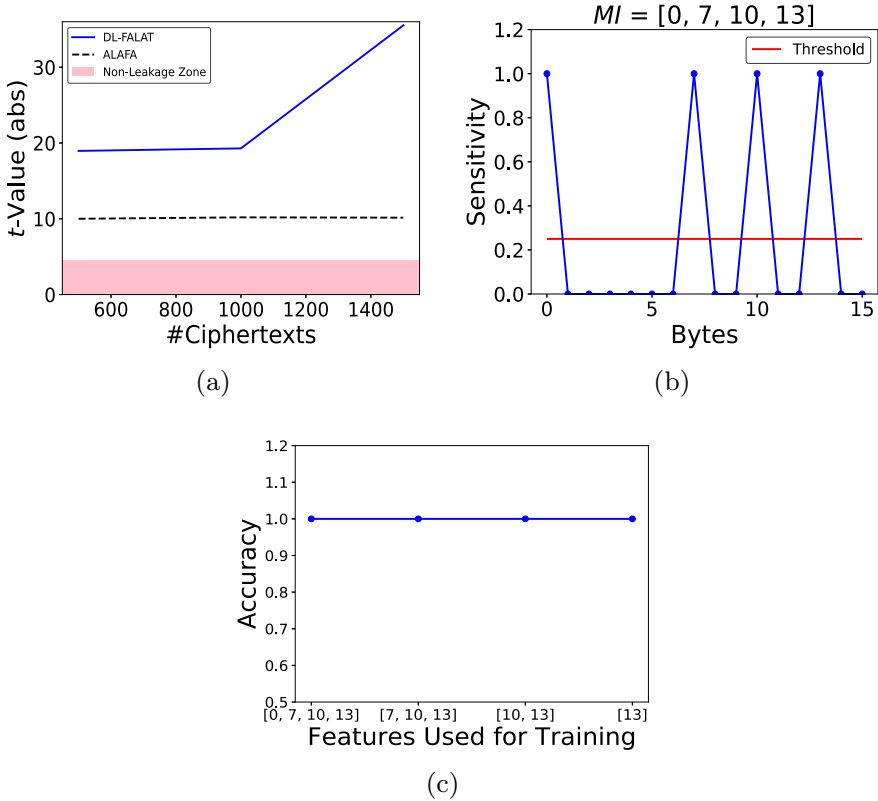 DL-FALAT
ALAFA
Non-Leakage Zone
t-Value (abs)
30
20
10
0
600 800 1000 1200 1400
#Ciphertexts
(a)
MI = [0, 7, 10, 13]
Threshold
Sensitivity
1.2
1.0
0.8
0.6
0.4
0.2
0.0
0 5 10 15
Bytes
(b)
Accuracy
1.2
1.1
1.0
0.9
0.8
0.7
0.6
0.5
[0, 7, 10, 13] [7, 10, 13] [10, 13] [13]
Features Used for Training
(c)